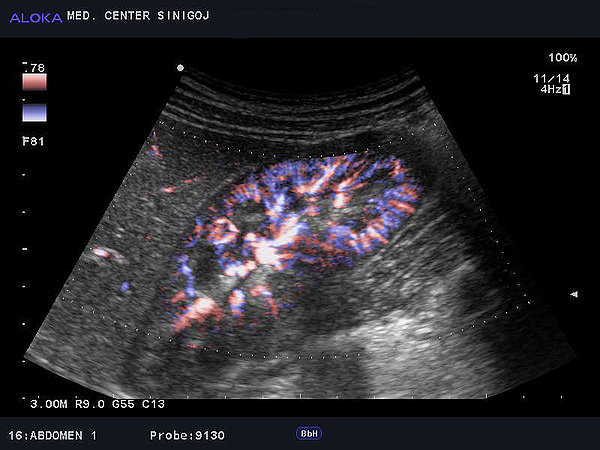 ALOKA MED. CENTER SINIGOJ
.78
F81
100%
11/14
4Hz1
3.00M R9.0 G55 C13
16:ABDOMEN 1 Probe:9130 BbH